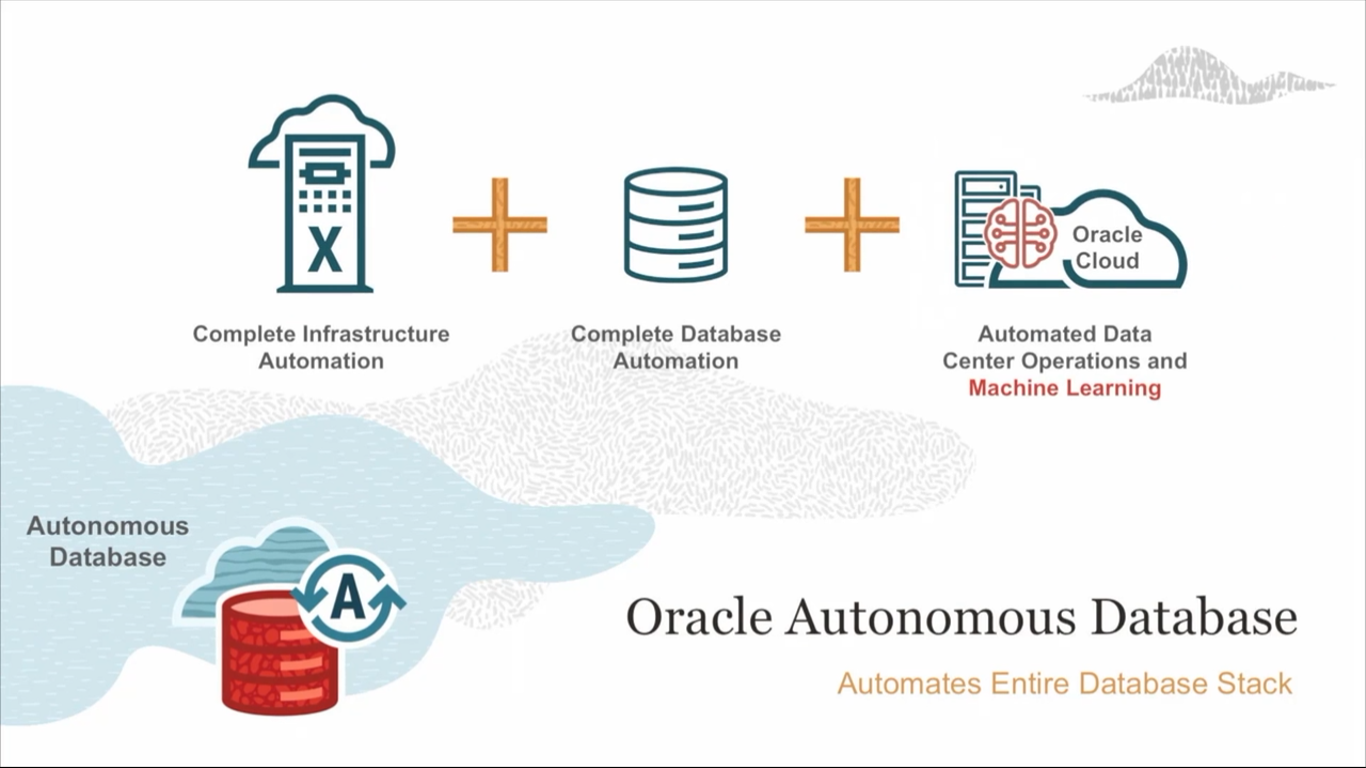 X
Oracle
Cloud
Complete Infrastructure
Automation
Complete Database
Automation
Automated Data
Center Operations and
Machine Learning
Autonomous
Database
A
Oracle Autonomous Database
Automates Entire Database Stack